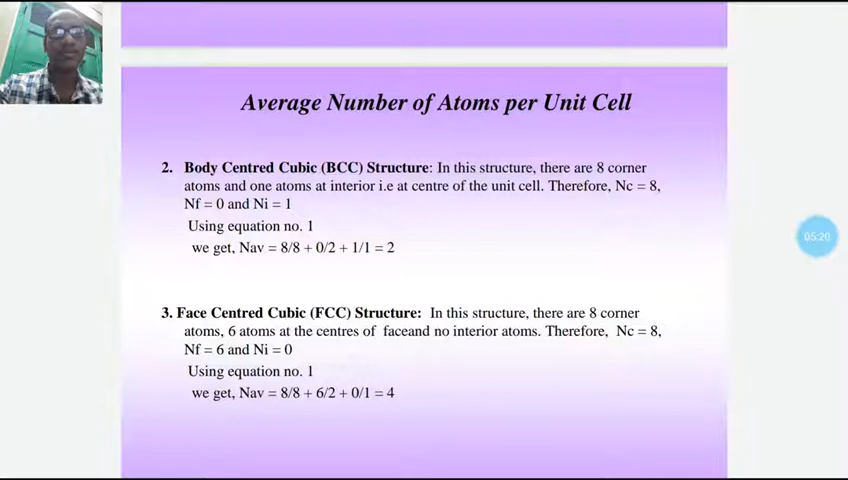 Average Number of Atoms per Unit Cell
2. Body Centred Cubic (BCC) Structure: In this structure, there are 8 corner
atoms and one atoms at interior i.e at centre of the unit cell. Therefore, Nc = 8,
Nf = 0 and Ni = 1
Using equation no. 1
we get, Nav = 8/8 + 0/2 + 1/1 = 2
05:20
3. Face Centred Cubic (FCC) Structure: In this structure, there are 8 corner
atoms, 6 atoms at the centres of faceand no interior atoms. Therefore, Nc = 8,
Nf = 6 and Ni = 0
Using equation no. 1
we get, Nav = 8/8 + 6/2 + 0/1 = 4